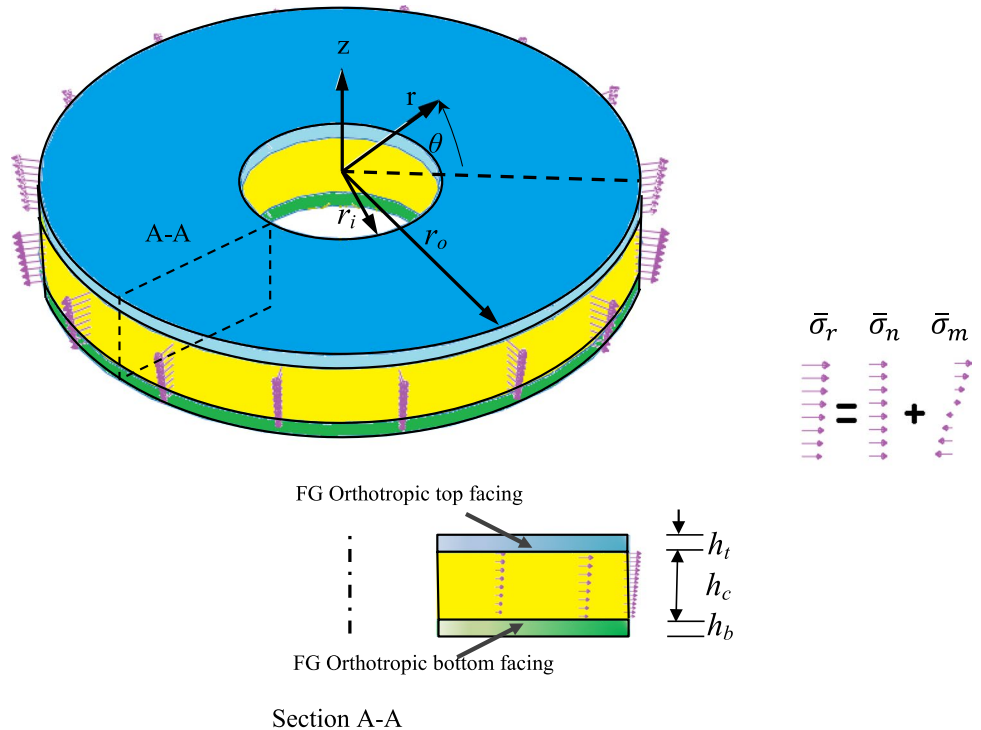 z
r
θ
r_i
r_o
A-A
σ̄_r σ̄_n σ̄_m
= +
FG Orthotropic top facing
h_t
h_c
h_b
FG Orthotropic bottom facing
Section A-A